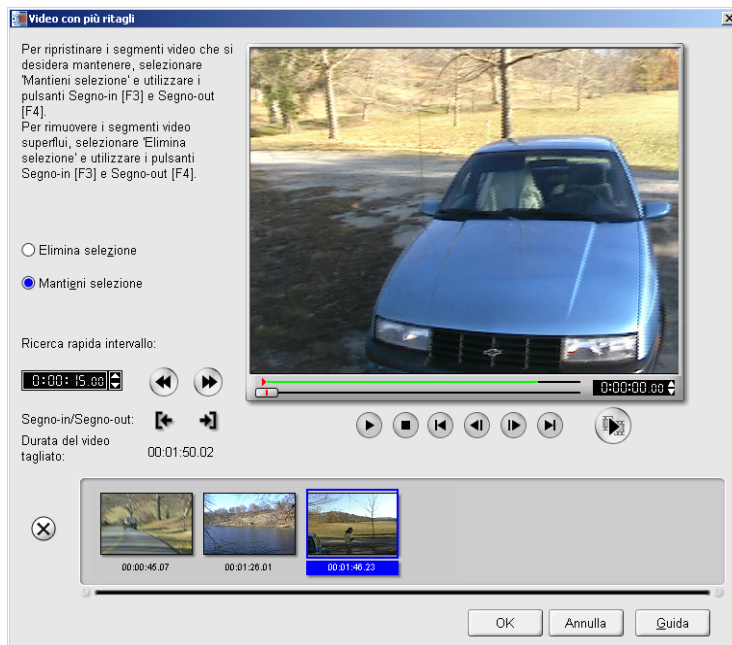 Video con più ritagli
Per ripristinare i segmenti video che si
desidera mantenere, selezionare
'Mantieni selezione' e utilizzare i
pulsanti Segno-in [F3] e Segno-out
[F4].
Per rimuovere i segmenti video
superflui, selezionare 'Elimina
selezione' e utilizzare i pulsanti
Segno-in [F3] e Segno-out [F4].
Elimina selezione
Mantieni selezione
Ricerca rapida intervallo:
0:00:15.00
0:00:00.00
Segno-in/Segno-out:
Durata del video
tagliato:
00:01:50.02
00:00:45.07
00:01:26.01
00:01:46.23
OK
Annulla
Guida